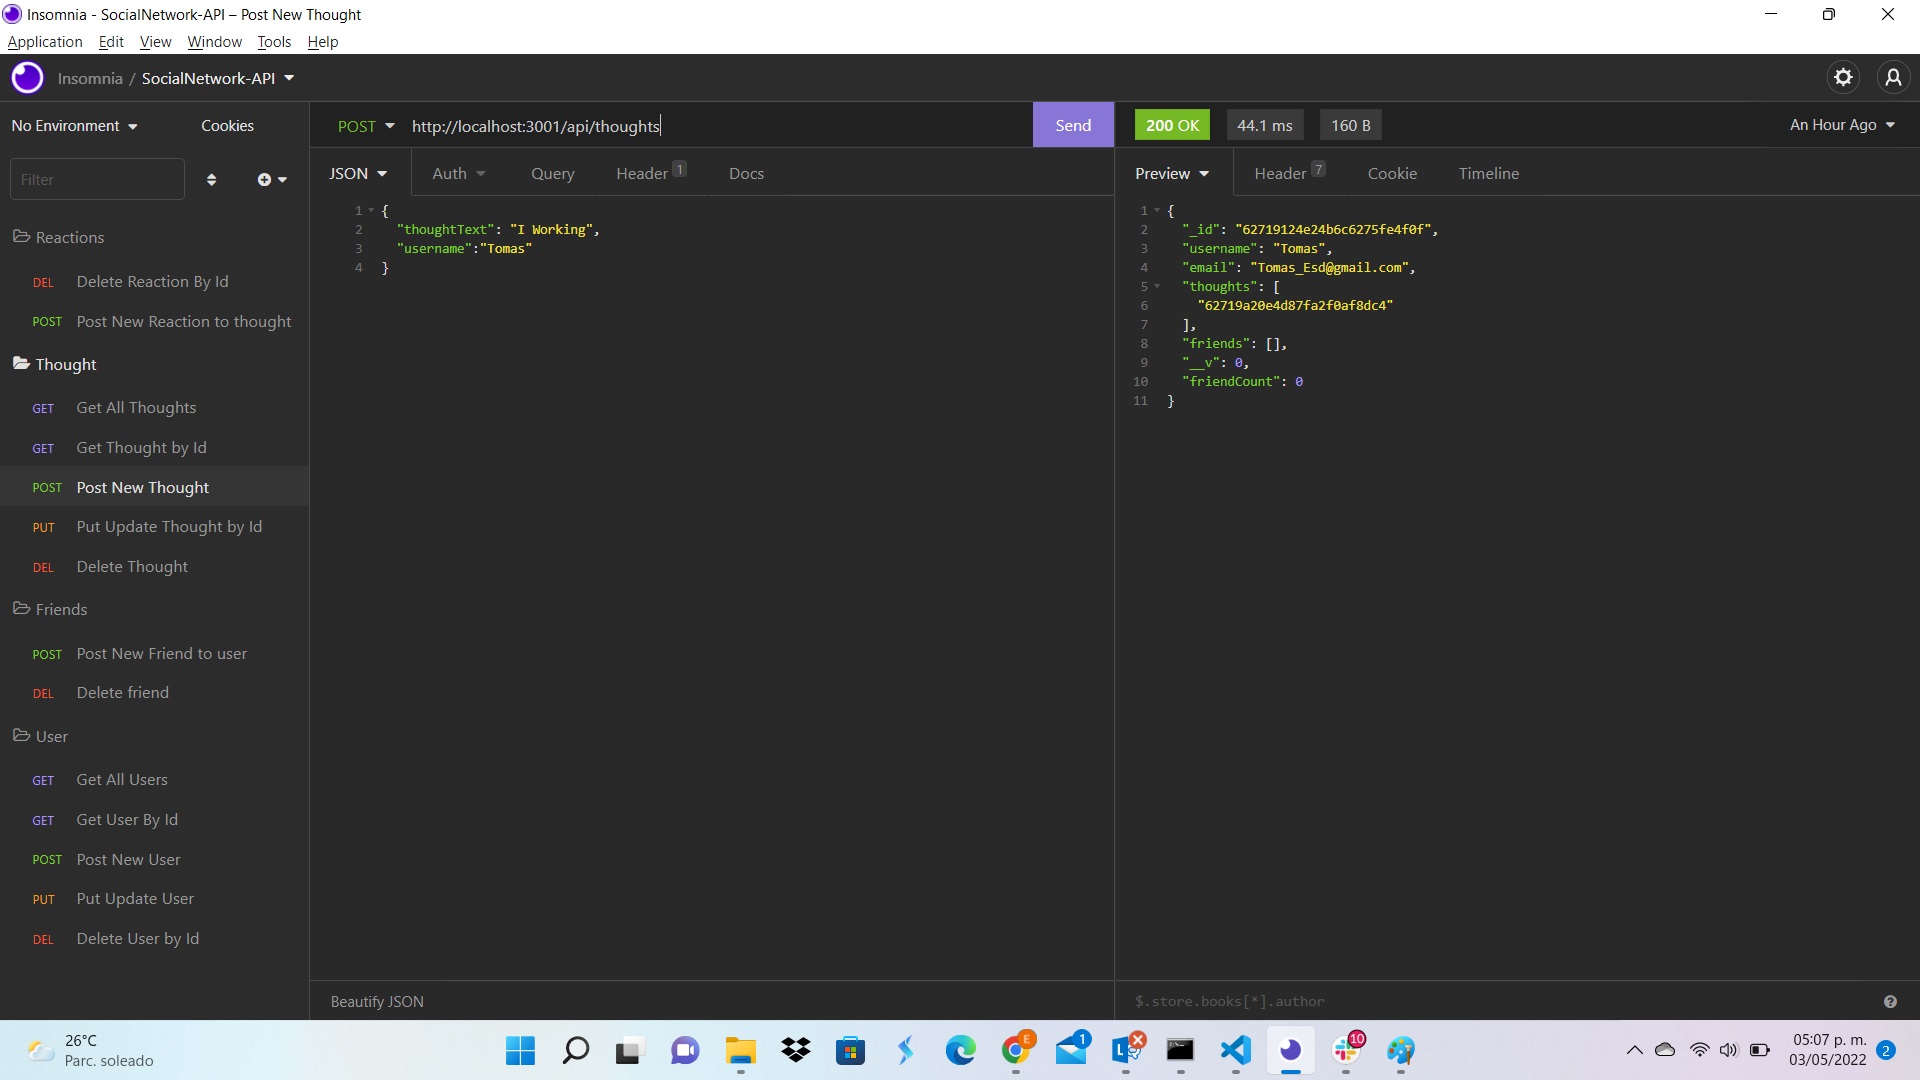 Insomnia - SocialNetwork-API – Post New Thought
Application Edit View Window Tools Help
Insomnia / SocialNetwork-API
No Environment Cookies
Filter
Reactions
DEL Delete Reaction By Id
POST Post New Reaction to thought
Thought
GET Get All Thoughts
GET Get Thought by Id
POST Post New Thought
PUT Put Update Thought by Id
DEL Delete Thought
Friends
POST Post New Friend to user
DEL Delete friend
User
GET Get All Users
GET Get User By Id
POST Post New User
PUT Put Update User
DEL Delete User by Id
POST http://localhost:3001/api/thoughts Send
JSON Auth Query Header 1 Docs
1 {
2 "thoughtText": "I Working",
3 "username":"Tomas"
4 }
Beautify JSON
200 OK 44.1 ms 160 B An Hour Ago
Preview Header 7 Cookie Timeline
1 {
2 "_id": "62719124e24b6c6275fe4f0f",
3 "username": "Tomas",
4 "email": "Tomas_Esd@gmail.com",
5 "thoughts": [
6 "62719a20e4d87fa2f0af8dc4"
7 ],
8 "friends": [],
9 "__v": 0,
10 "friendCount": 0
11 }
$.store.books[*].author
26°C
Parc. soleado
E
1
L
10
05:07 p. m.
03/05/2022
2